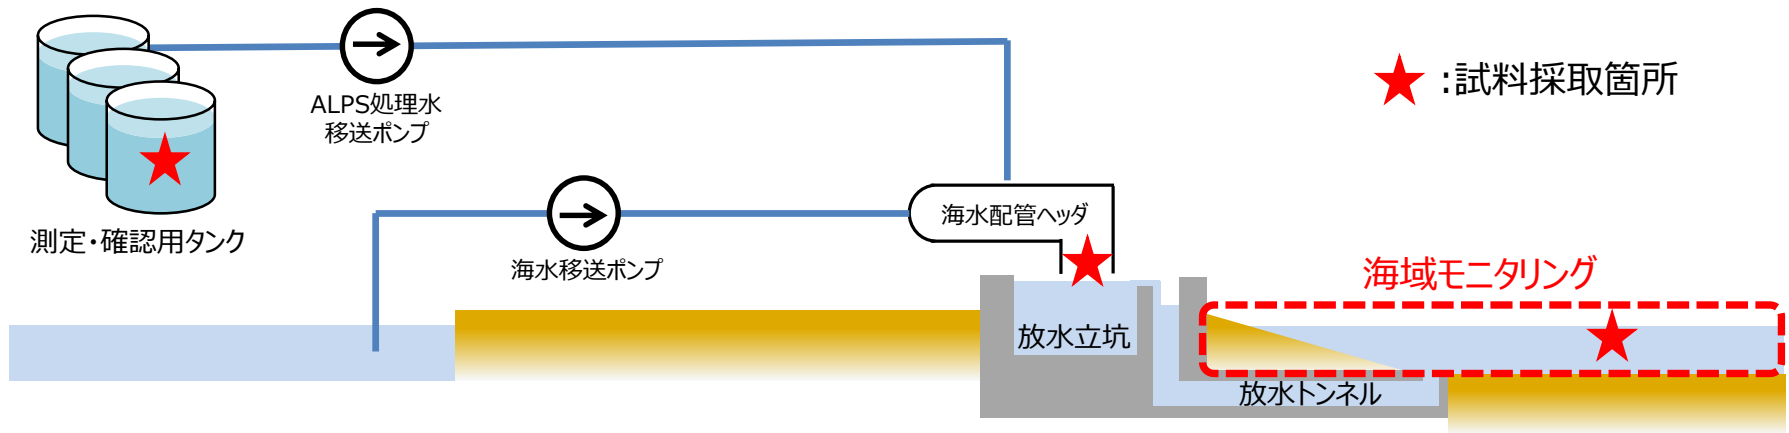 ALPS処理水
移送ポンプ
:試料採取箇所
測定・確認用タンク
海水移送ポンプ
海水配管ヘッダ
海域モニタリング
放水立坑
放水トンネル